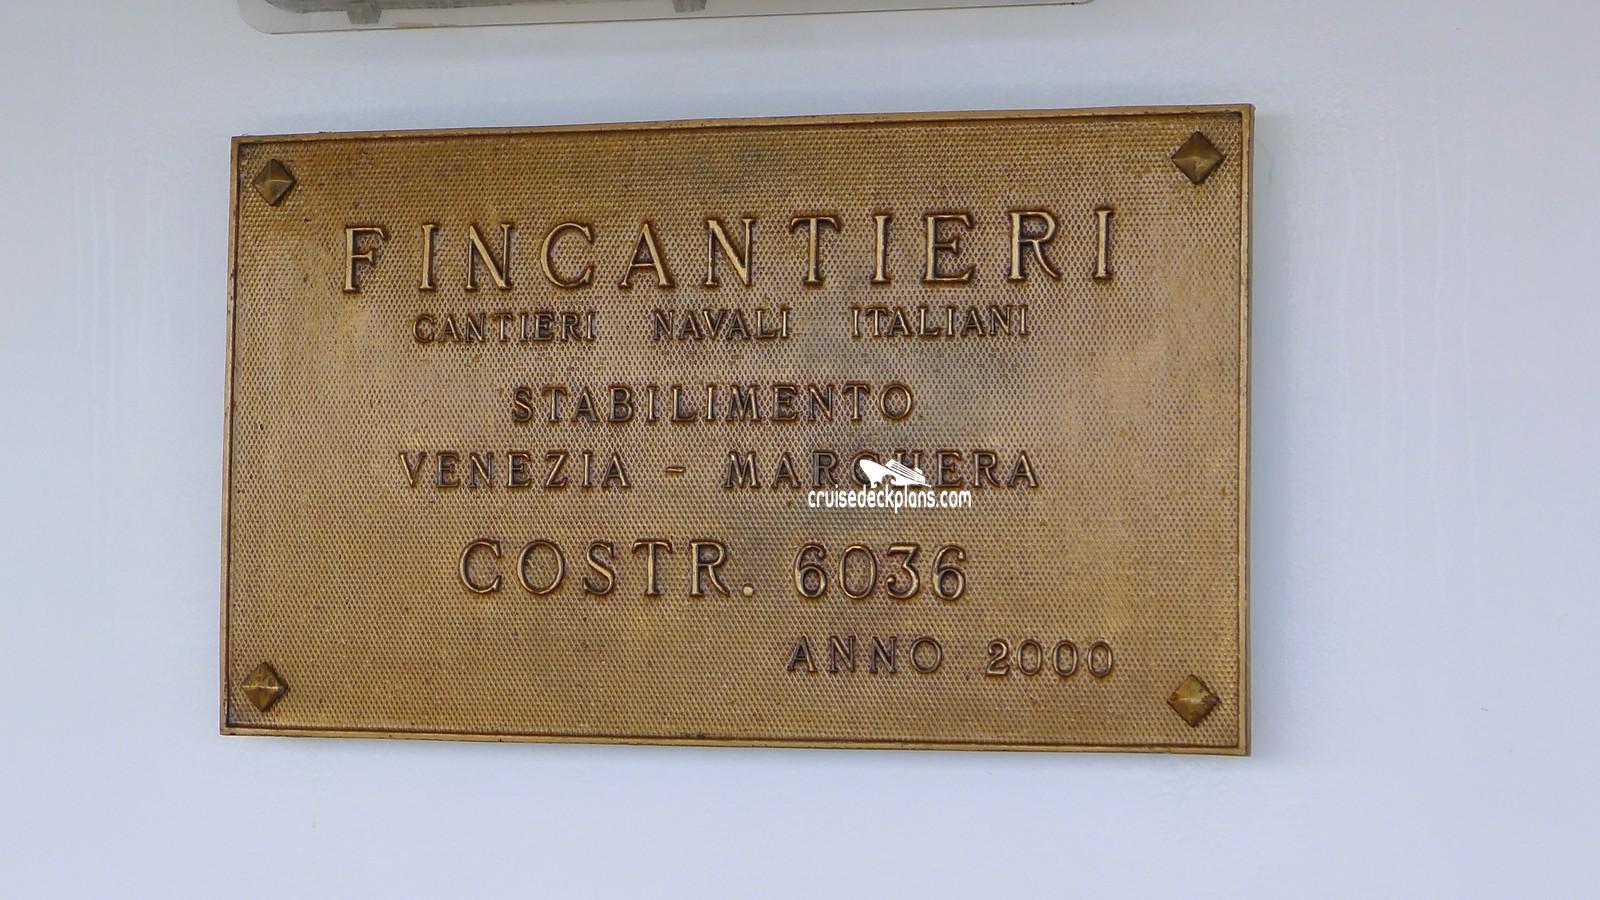 FINCANTIERI
CANTIERI NAVALI ITALIANI
STABILIMENTO
VENEZIA - MARGHERA
cruisedeckplans.com
COSTR. 6036
ANNO 2000